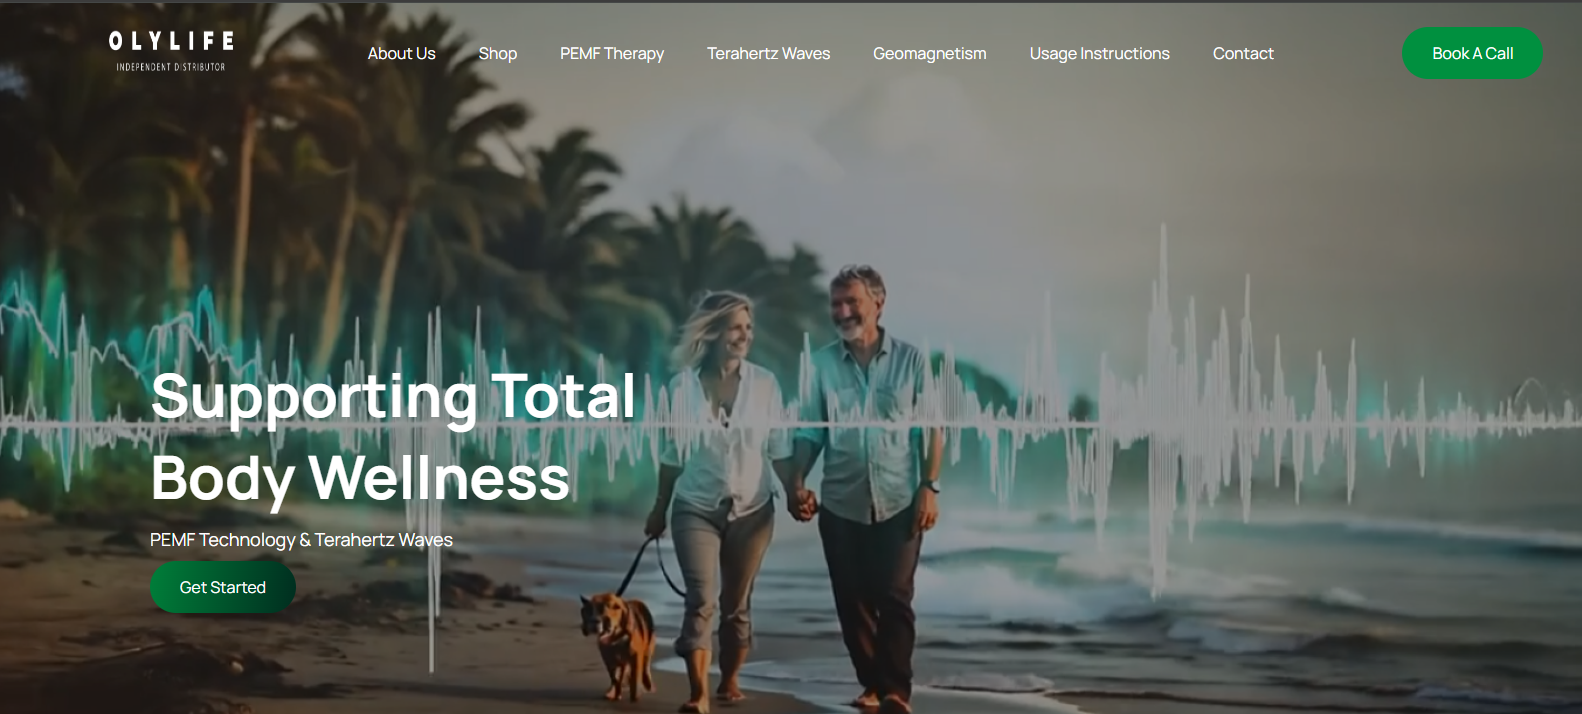 OLYLIFE
INDEPENDENT DISTRIBUTOR
About Us
Shop
PEMF Therapy
Terahertz Waves
Geomagnetism
Usage Instructions
Contact
Book A Call
Supporting Total
Body Wellness
PEMF Technology & Terahertz Waves
Get Started